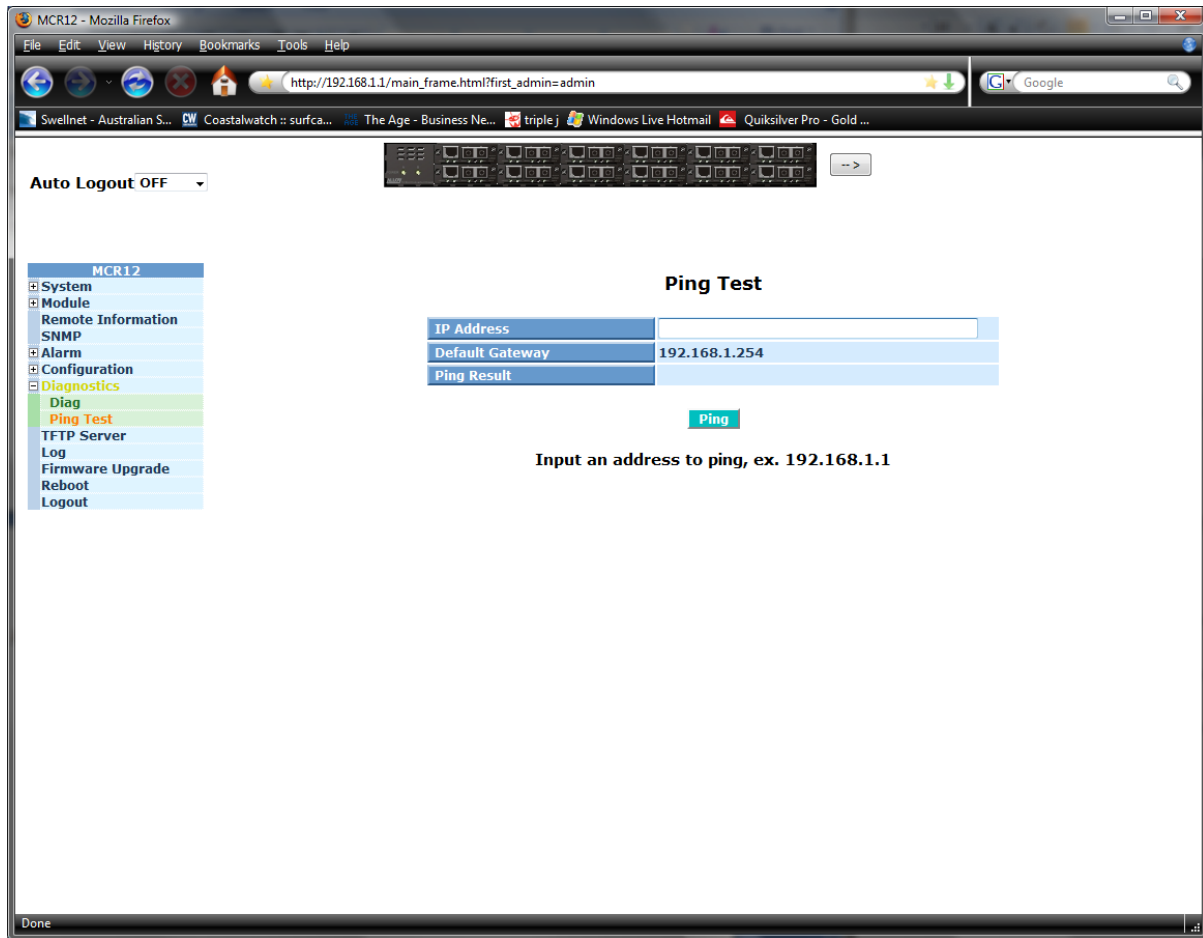 MCR12 - Mozilla Firefox
File Edit View History Bookmarks Tools Help
http://192.168.1.1/main_frame.html?first_admin=admin
Google
Swellnet - Australian S... CW Coastalwatch :: surfca... The Age - Business Ne... triple j Windows Live Hotmail Quiksilver Pro - Gold ...
Auto Logout OFF
-->
MCR12
System
Module
Remote Information
SNMP
Alarm
Configuration
Diagnostics
Diag
Ping Test
TFTP Server
Log
Firmware Upgrade
Reboot
Logout
Ping Test
IP Address
Default Gateway 192.168.1.254
Ping Result
Ping
Input an address to ping, ex. 192.168.1.1
Done